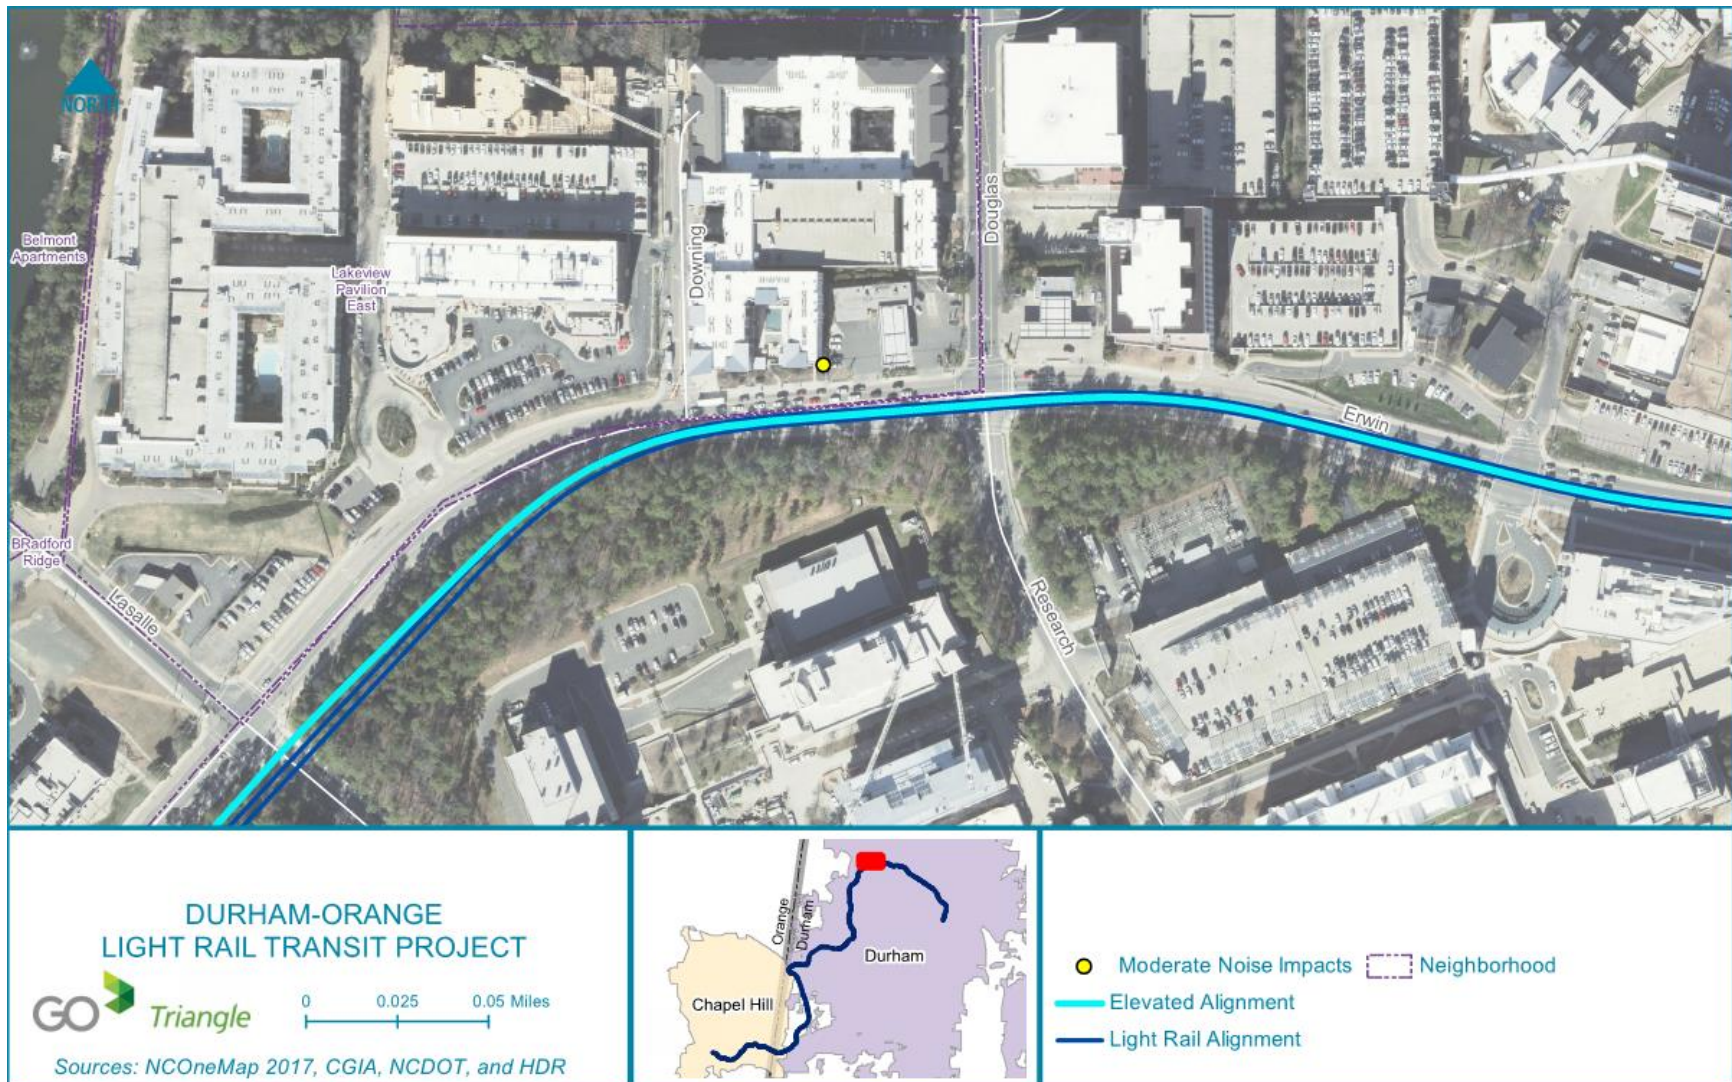 NORTH
Belmont
Apartments
Lakeview
Pavilion
East
Downing
Douglas
Erwin
BRadford
Ridge
Lasalle
Research
DURHAM-ORANGE
LIGHT RAIL TRANSIT PROJECT
GO Triangle
0 0.025 0.05 Miles
Sources: NCOneMap 2017, CGIA, NCDOT, and HDR
Orange
Durham
Durham
Chapel Hill
Moderate Noise Impacts Neighborhood
Elevated Alignment
Light Rail Alignment